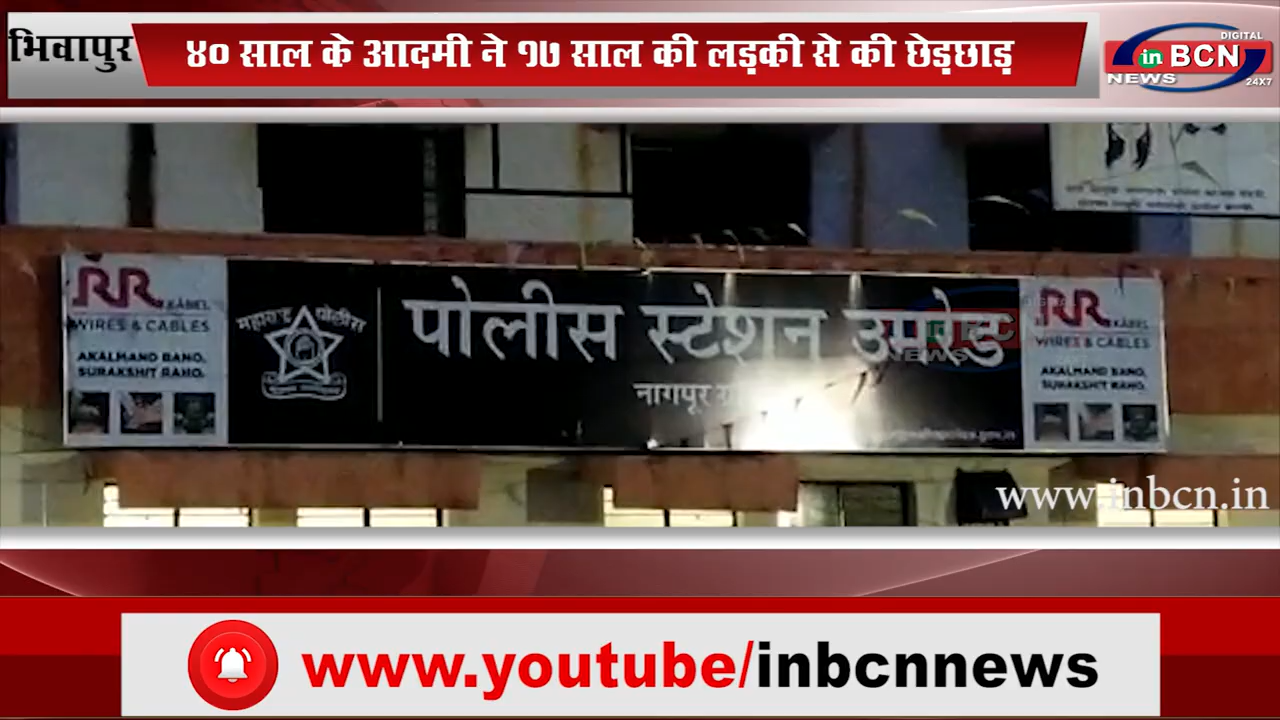 भिवापुर
४० साल के आदमी ने १७ साल की लड़की से की छेड़छाड़
DIGITAL
in BCN
NEWS
24X7
RR
KABEL
WIRES & CABLES
AKALMAND BANO,
SURAKSHIT RAHO.
महाराष्ट्र पोलीस
पोलीस स्टेशन उमरेड
नागपूर
RR
KABEL
WIRES & CABLES
AKALMAND BANO,
SURAKSHIT RAHO.
www.inbcn.in
www.youtube/inbcnnews